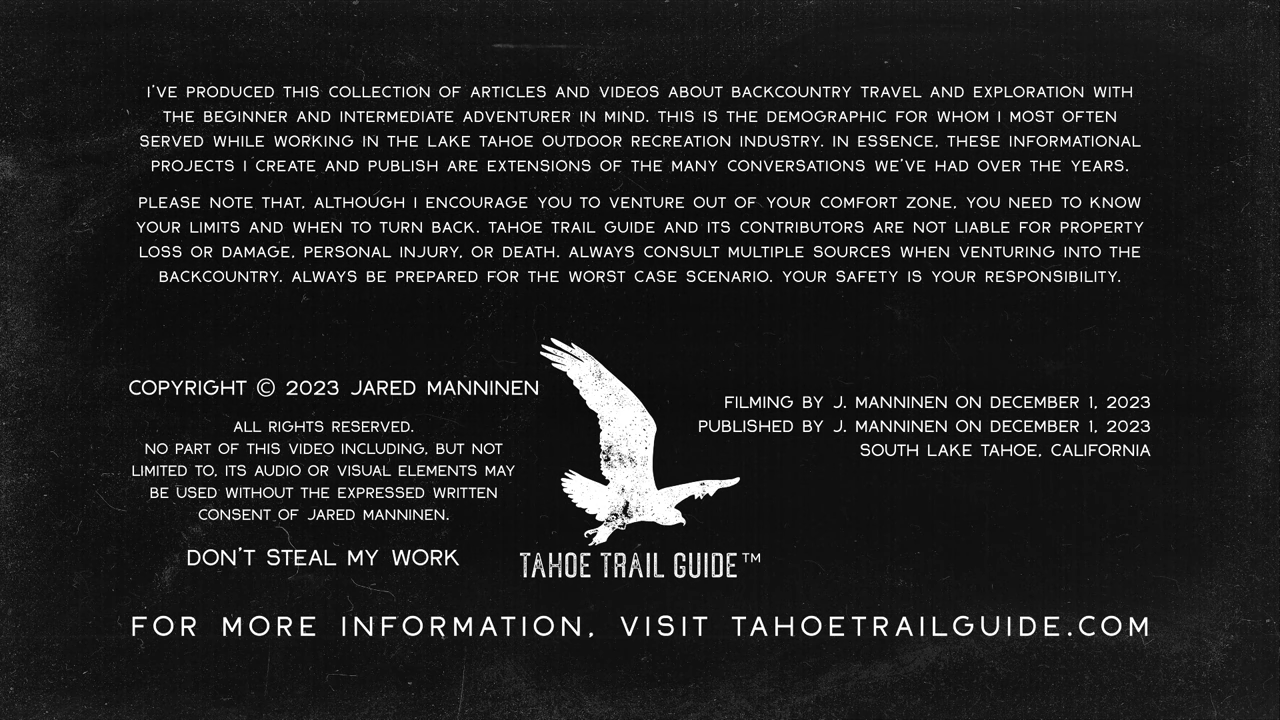 I'VE PRODUCED THIS COLLECTION OF ARTICLES AND VIDEOS ABOUT BACKCOUNTRY TRAVEL AND EXPLORATION WITH
THE BEGINNER AND INTERMEDIATE ADVENTURER IN MIND. THIS IS THE DEMOGRAPHIC FOR WHOM I MOST OFTEN
SERVED WHILE WORKING IN THE LAKE TAHOE OUTDOOR RECREATION INDUSTRY. IN ESSENCE, THESE INFORMATIONAL
PROJECTS I CREATE AND PUBLISH ARE EXTENSIONS OF THE MANY CONVERSATIONS WE'VE HAD OVER THE YEARS.
PLEASE NOTE THAT, ALTHOUGH I ENCOURAGE YOU TO VENTURE OUT OF YOUR COMFORT ZONE, YOU NEED TO KNOW
YOUR LIMITS AND WHEN TO TURN BACK. TAHOE TRAIL GUIDE AND ITS CONTRIBUTORS ARE NOT LIABLE FOR PROPERTY
LOSS OR DAMAGE, PERSONAL INJURY, OR DEATH. ALWAYS CONSULT MULTIPLE SOURCES WHEN VENTURING INTO THE
BACKCOUNTRY. ALWAYS BE PREPARED FOR THE WORST CASE SCENARIO. YOUR SAFETY IS YOUR RESPONSIBILITY.
COPYRIGHT © 2023 JARED MANNINEN
ALL RIGHTS RESERVED.
NO PART OF THIS VIDEO INCLUDING, BUT NOT
LIMITED TO, ITS AUDIO OR VISUAL ELEMENTS MAY
BE USED WITHOUT THE EXPRESSED WRITTEN
CONSENT OF JARED MANNINEN.
DON'T STEAL MY WORK
TAHOE TRAIL GUIDE™
FILMING BY J. MANNINEN ON DECEMBER 1, 2023
PUBLISHED BY J. MANNINEN ON DECEMBER 1, 2023
SOUTH LAKE TAHOE, CALIFORNIA
FOR MORE INFORMATION, VISIT TAHOETRAILGUIDE.COM